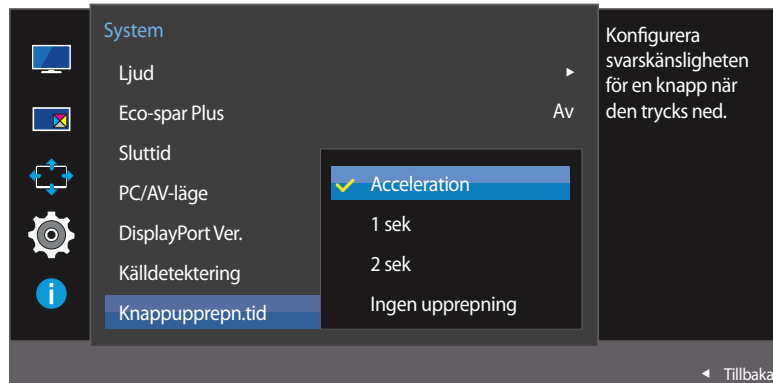 System
Ljud
Eco-spar Plus Av
Sluttid
PC/AV-läge
DisplayPort Ver.
Källdetektering
Knappupprepn.tid
Acceleration
1 sek
2 sek
Ingen upprepning
Konfigurera
svarskänsligheten
för en knapp när
den trycks ned.
Tillbaka